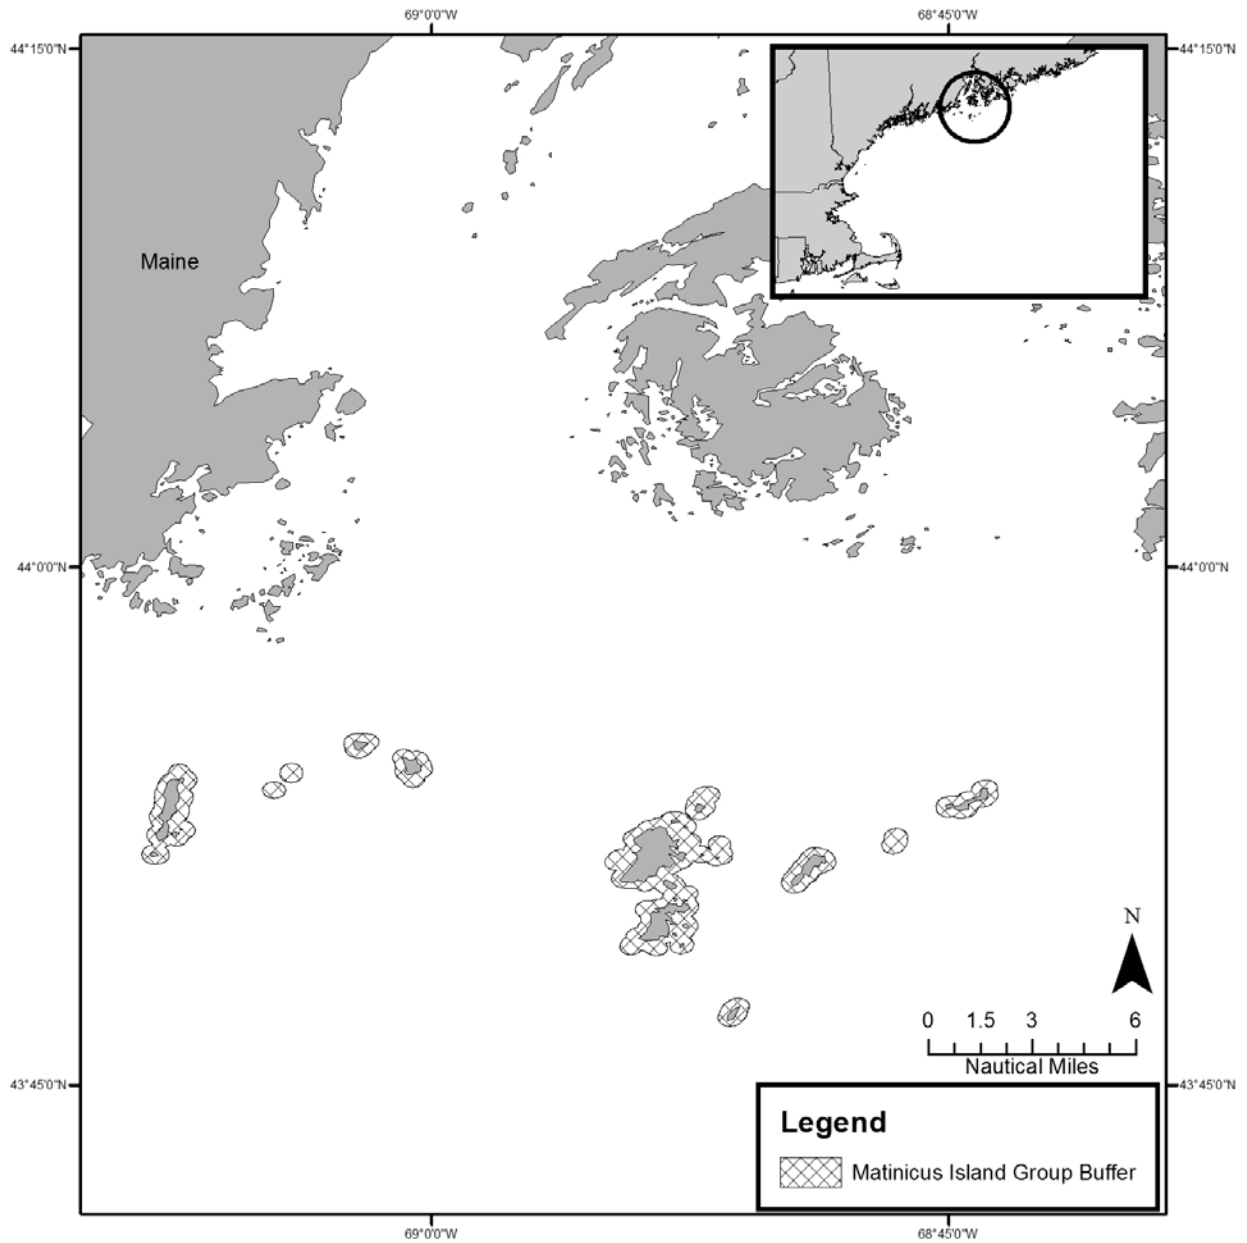 69°0'0"W 68°45'0"W
44°15'0"N 44°15'0"N
Maine
44°0'0"N 44°0'0"N
N
0 1.5 3 6
Nautical Miles
43°45'0"N 43°45'0"N
Legend
Matinicus Island Group Buffer
69°0'0"W 68°45'0"W